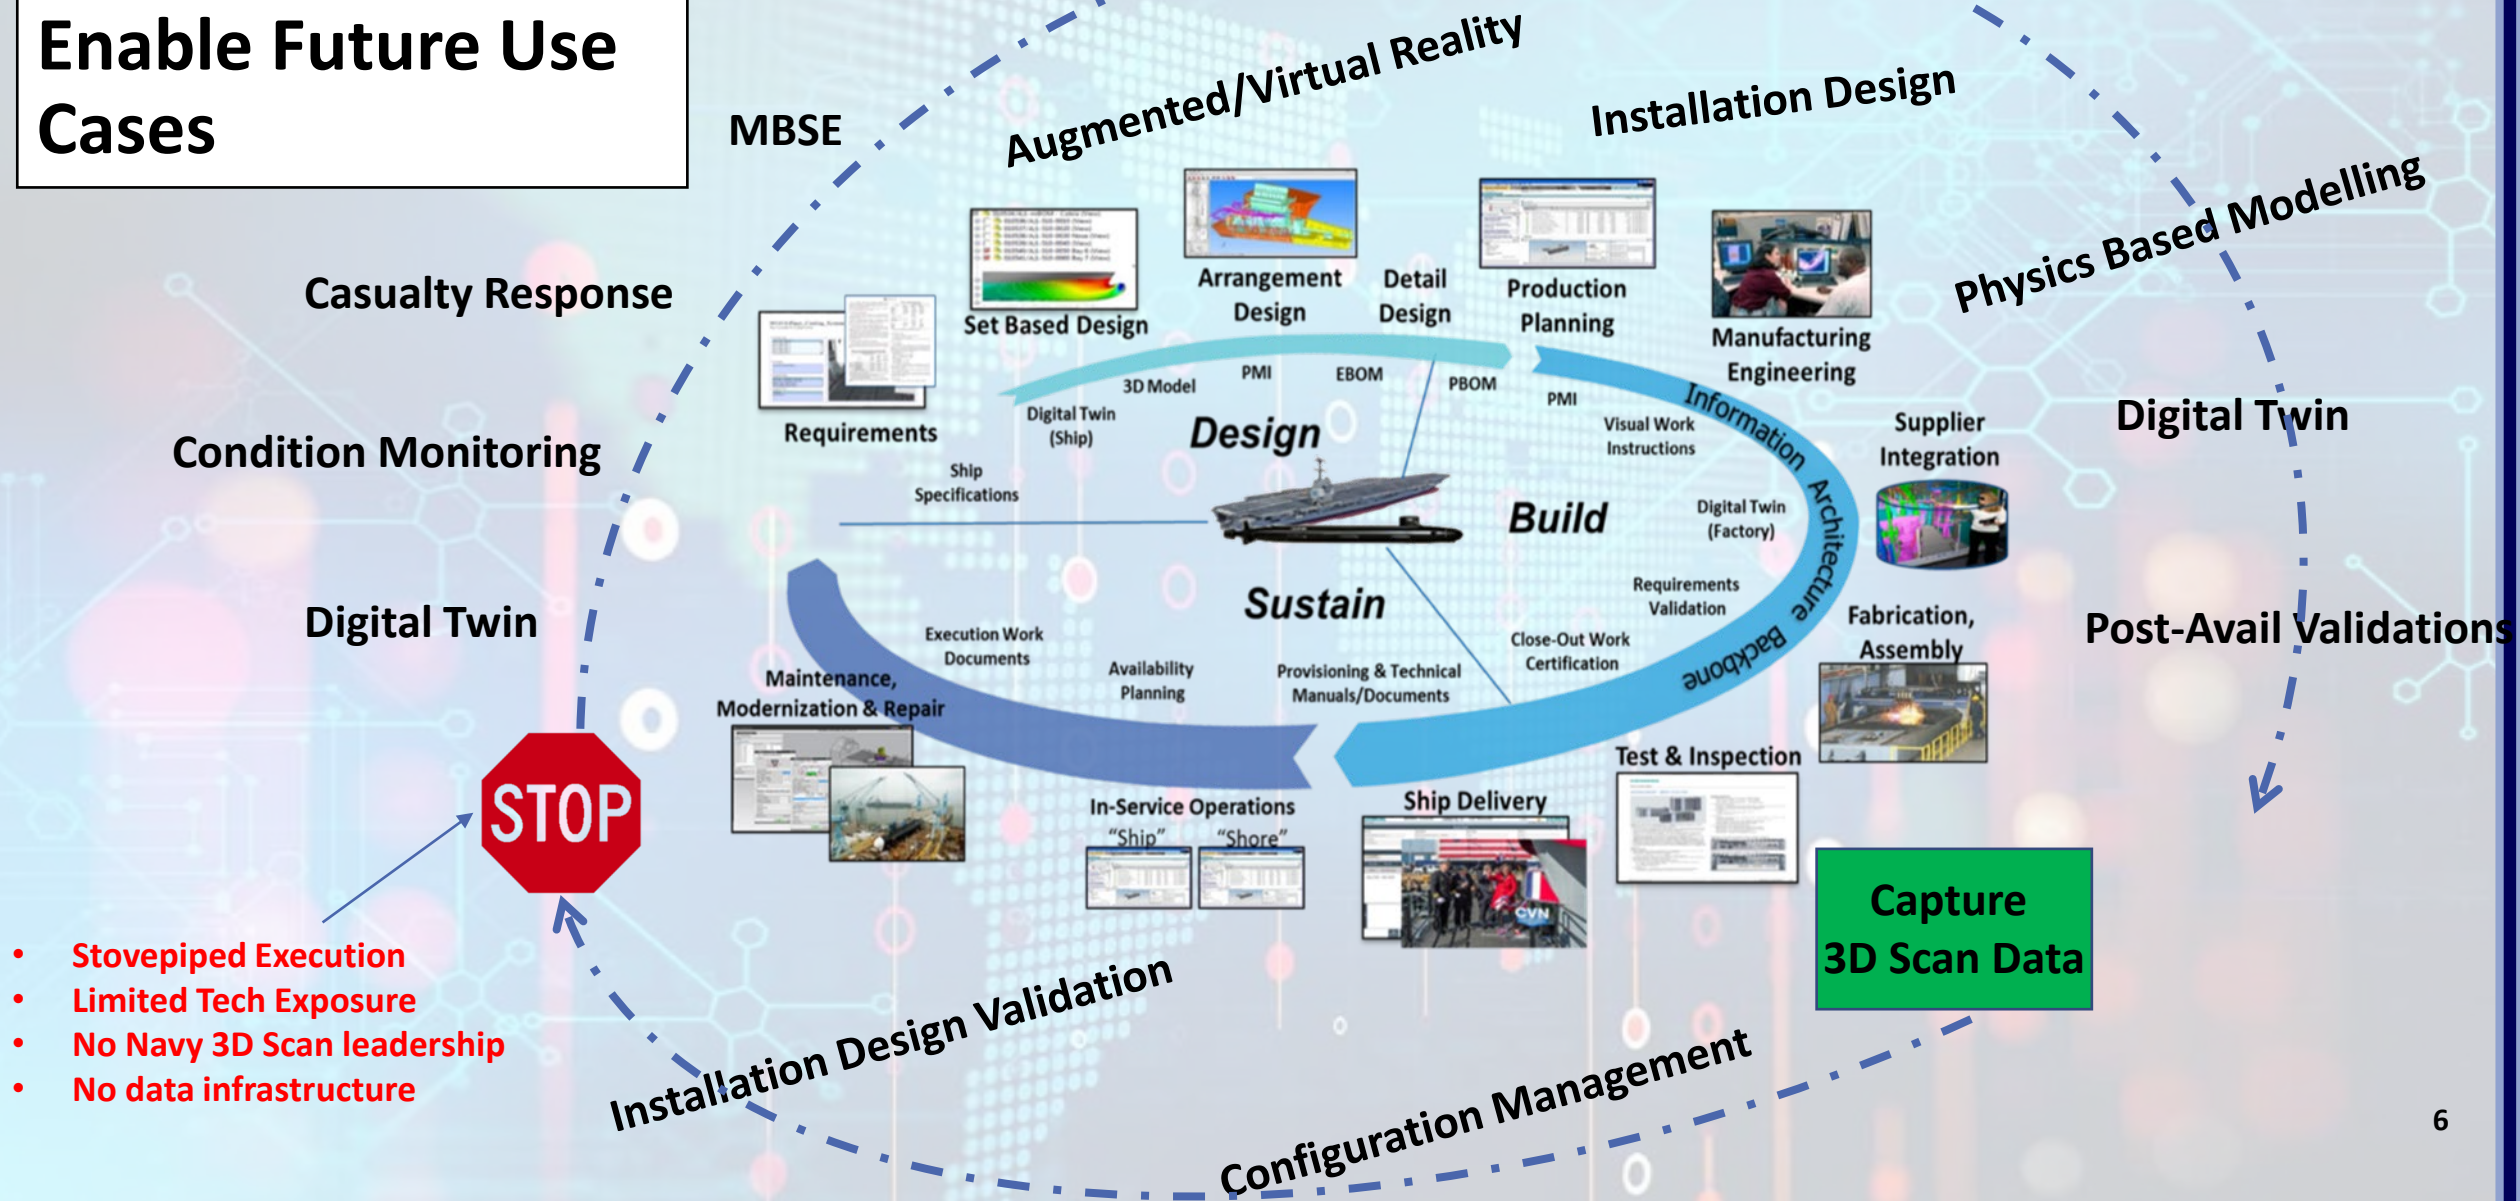 Enable Future Use
Cases
MBSE
Augmented/Virtual Reality
Installation Design
Physics Based Modelling
Casualty Response
Condition Monitoring
Digital Twin
Digital Twin
Post-Avail Validations
Requirements
Set Based Design
Arrangement
Design
Detail
Design
Production
Planning
Manufacturing
Engineering
Supplier
Integration
Fabrication,
Assembly
Test & Inspection
Ship Delivery
CVN
In-Service Operations
“Ship” “Shore”
Maintenance,
Modernization & Repair
Ship
Specifications
Digital Twin
(Ship)
3D Model
PMI
EBOM
PBOM
PMI
Visual Work
Instructions
Digital Twin
(Factory)
Requirements
Validation
Close-Out Work
Certification
Provisioning & Technical
Manuals/Documents
Availability
Planning
Execution Work
Documents
Design
Build
Sustain
Information Architecture Backbone
STOP
• Stovepiped Execution
• Limited Tech Exposure
• No Navy 3D Scan leadership
• No data infrastructure
Installation Design Validation
Configuration Management
Capture
3D Scan Data
6